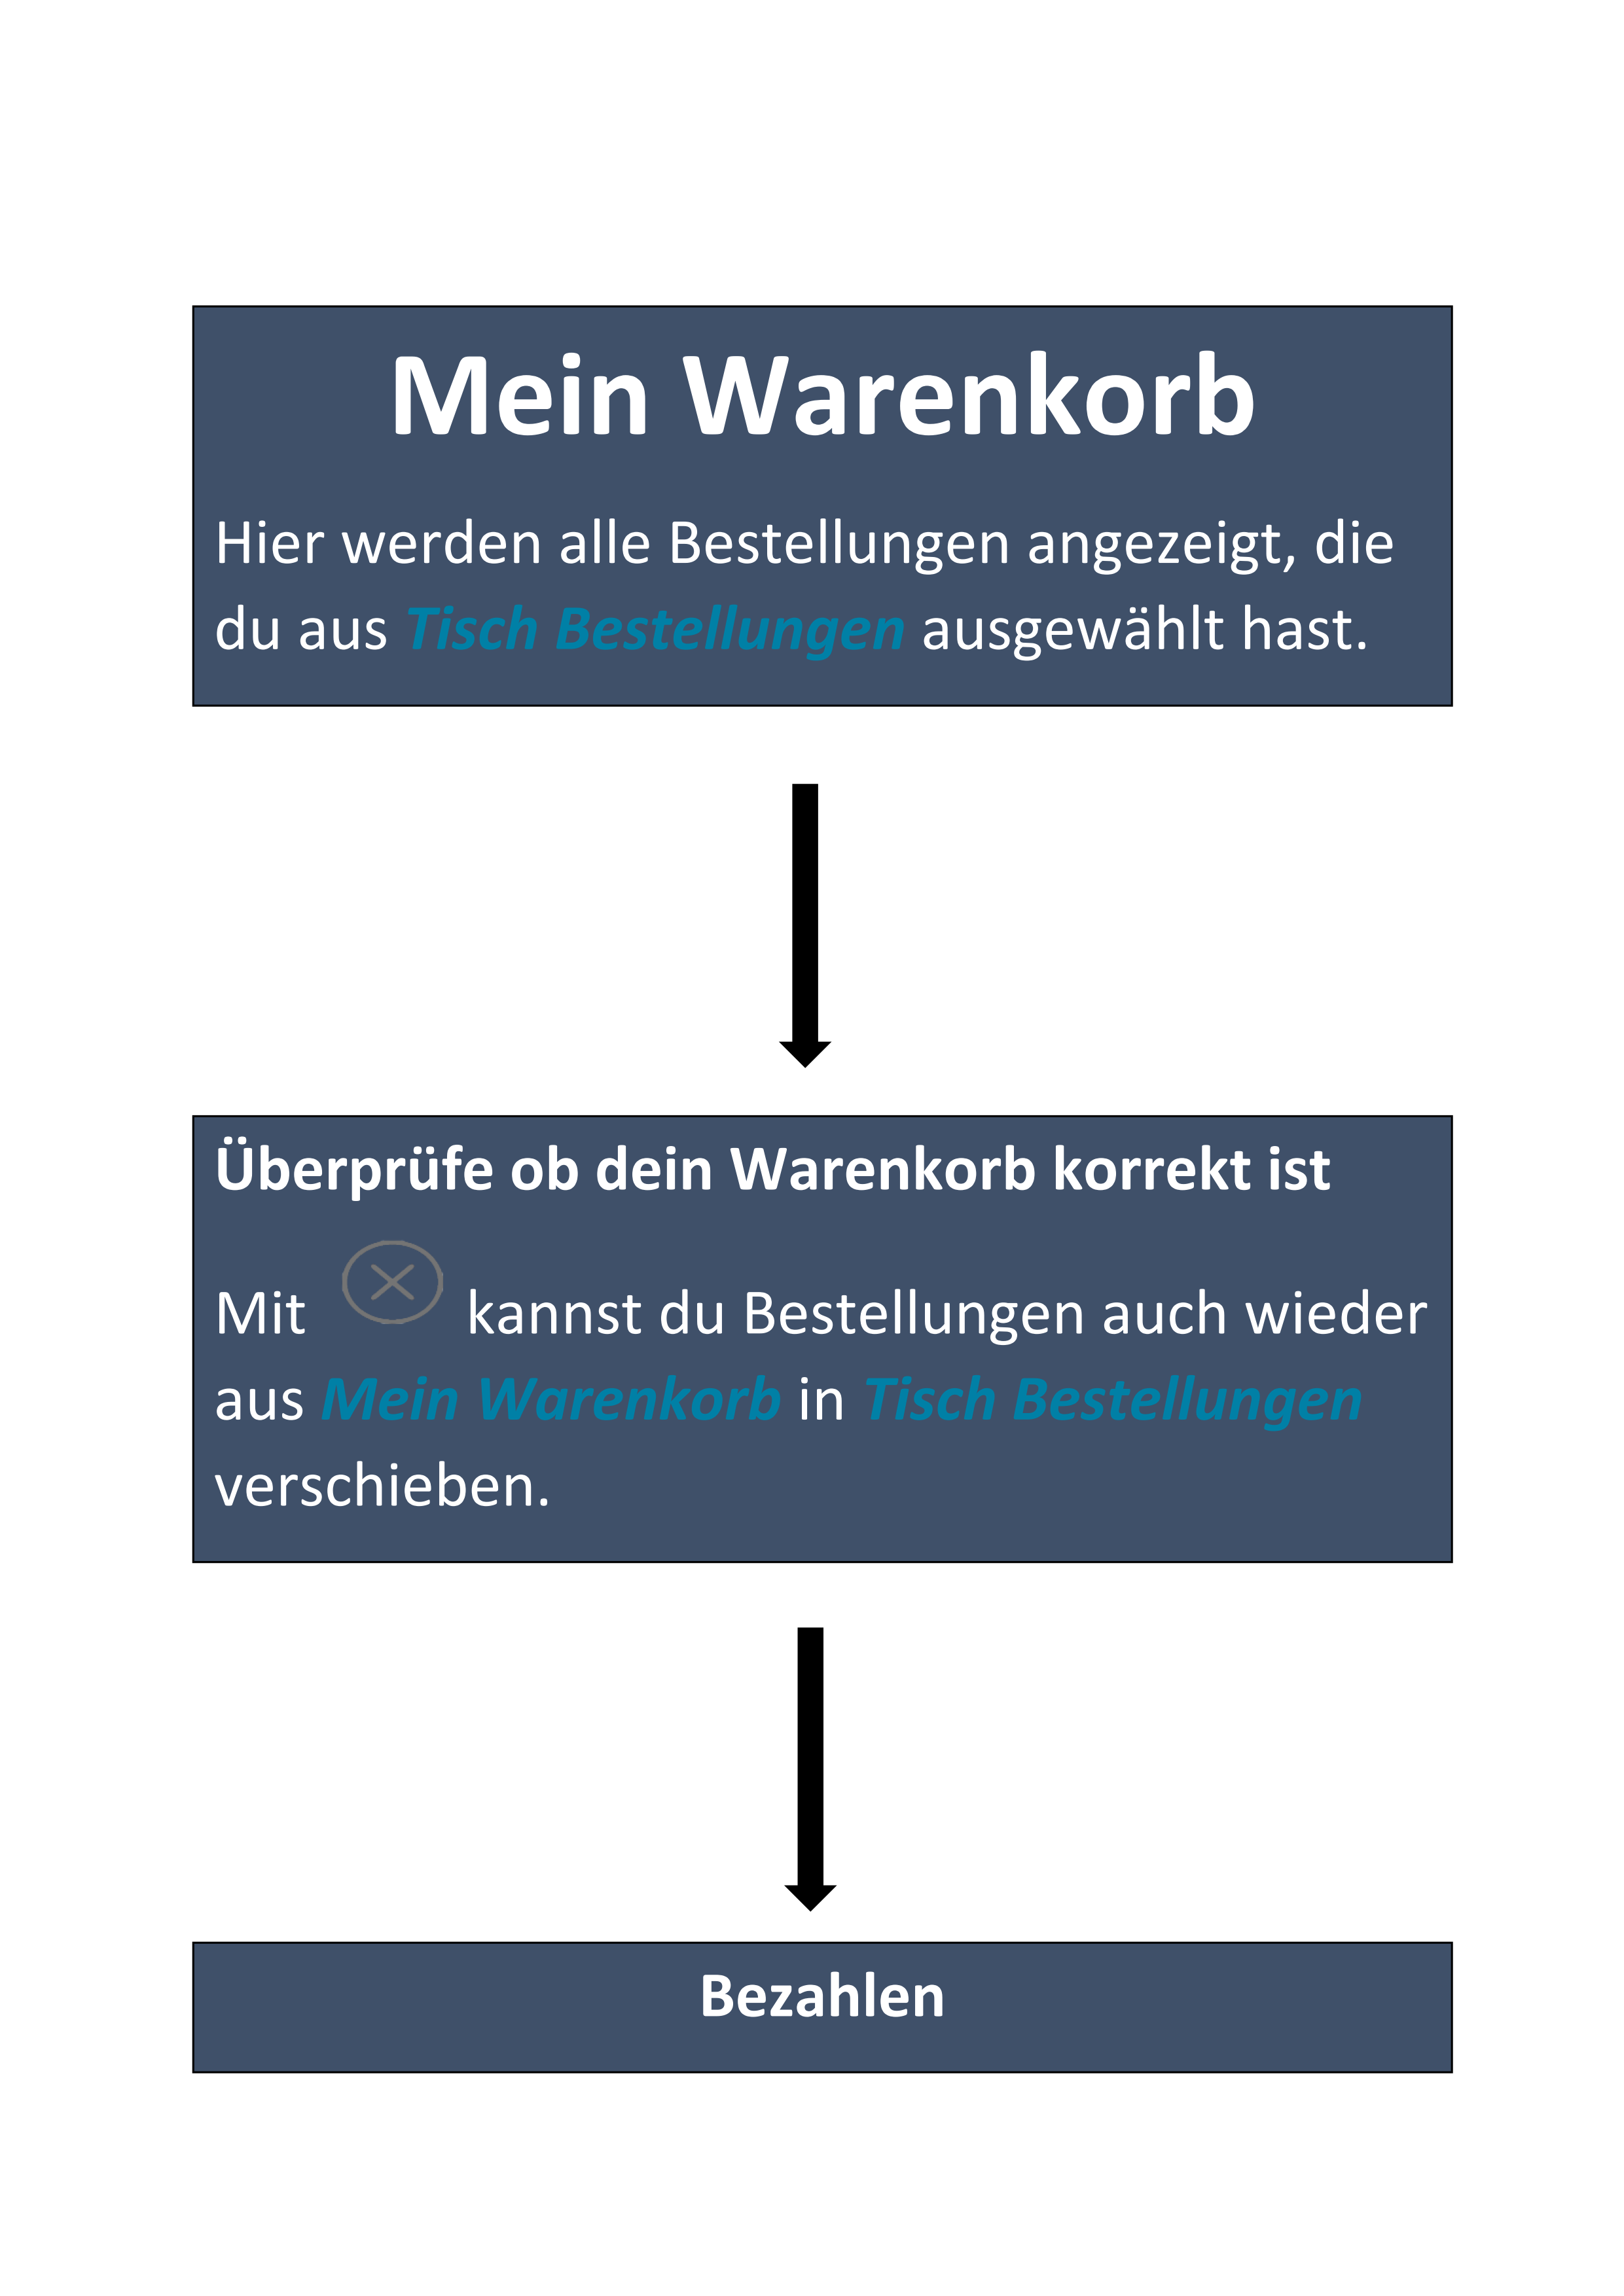 Mein Warenkorb
Hier werden alle Bestellungen angezeigt, die
du aus Tisch Bestellungen ausgewählt hast.
Überprüfe ob dein Warenkorb korrekt ist
Mit kannst du Bestellungen auch wieder
aus Mein Warenkorb in Tisch Bestellungen
verschieben.
Bezahlen